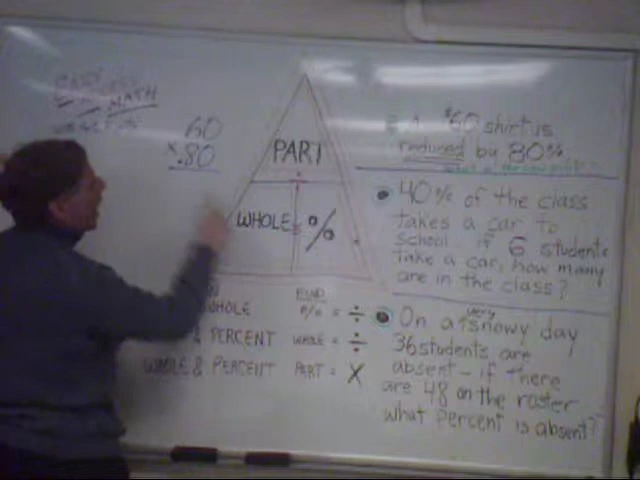 MATH
60
x .80
PART
WHOLE %
A $60 shirt is
reduced by 80%
40% of the class
takes a car to
school. if 6 students
take a car, how many
are in the class?
On a very snowy day
36 students are
absent - if there
are 48 on the roster
what percent is absent?
FIND
WHOLE % = ÷
& PERCENT WHOLE = ÷
WHOLE & PERCENT PART = X